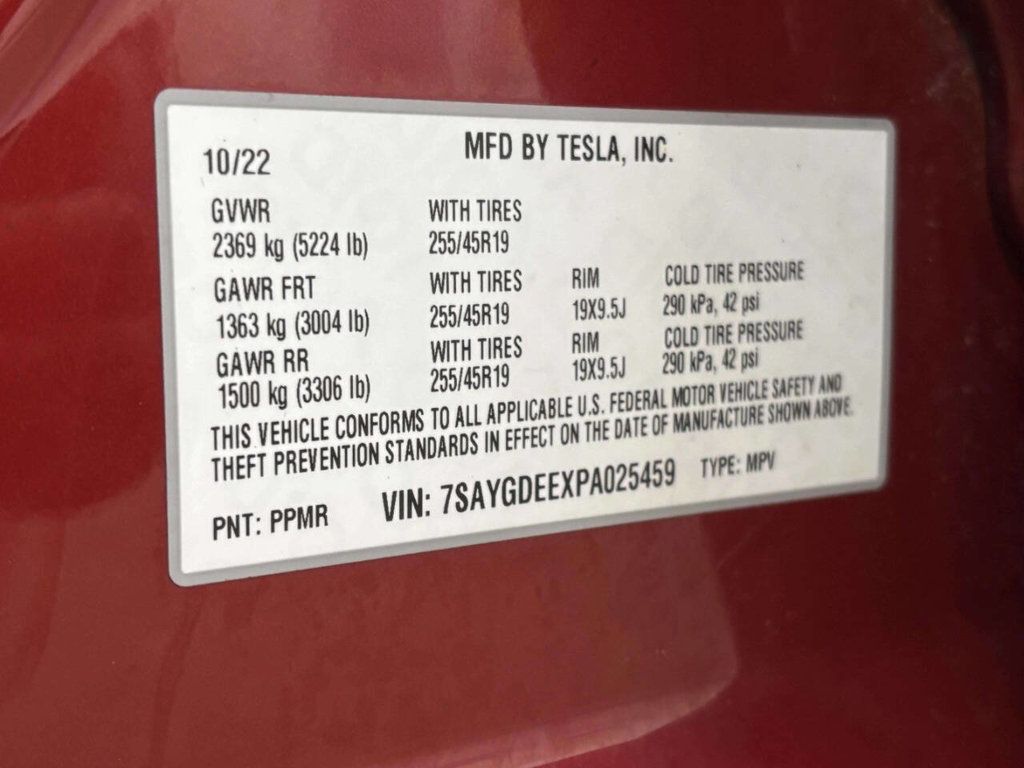 10/22 MFD BY TESLA, INC.
GVWR WITH TIRES
2369 kg (5224 lb) 255/45R19
GAWR FRT WITH TIRES RIM COLD TIRE PRESSURE
1363 kg (3004 lb) 255/45R19 19X9.5J 290 kPa, 42 psi
GAWR RR WITH TIRES RIM COLD TIRE PRESSURE
1500 kg (3306 lb) 255/45R19 19X9.5J 290 kPa, 42 psi
THIS VEHICLE CONFORMS TO ALL APPLICABLE U.S. FEDERAL MOTOR VEHICLE SAFETY AND
THEFT PREVENTION STANDARDS IN EFFECT ON THE DATE OF MANUFACTURE SHOWN ABOVE.
PNT: PPMR VIN: 7SAYGDEEXPA025459 TYPE: MPV